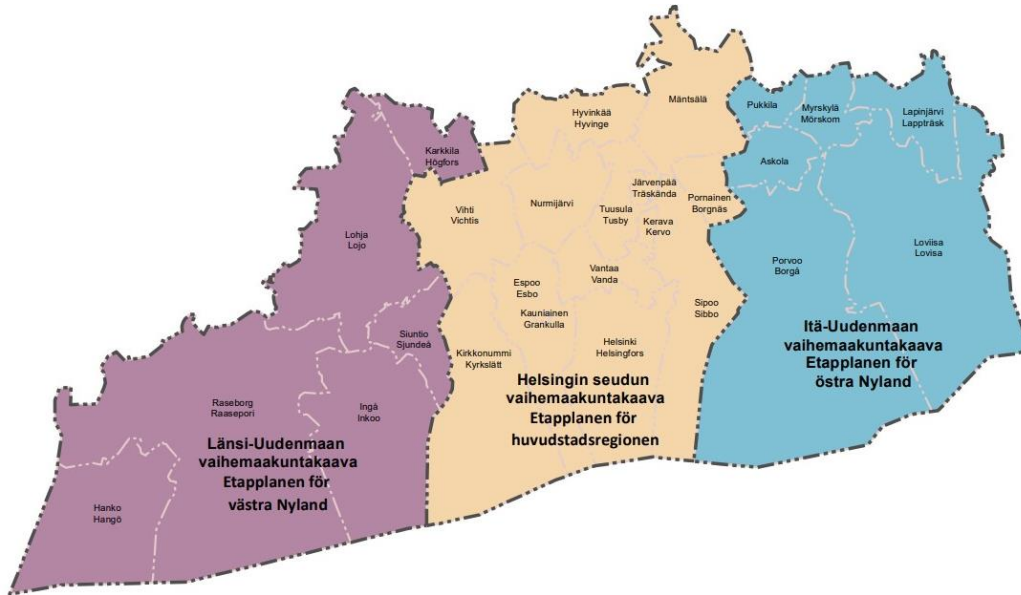 Karkkila
Högfors
Lohja
Lojo
Siuntio
Sjundeå
Raseborg
Raasepori
Ingå
Inkoo
Hanko
Hangö
Länsi-Uudenmaan
vaihemaakuntakaava
Etapplanen för
västra Nyland
Hyvinkää
Hyvinge
Mäntsälä
Vihti
Vichtis
Nurmijärvi
Järvenpää
Träskända
Tuusula
Tusby
Kerava
Kervo
Pornainen
Borgnäs
Vantaa
Vanda
Espoo
Esbo
Kauniainen
Grankulla
Sipoo
Sibbo
Kirkkonummi
Kyrkslätt
Helsinki
Helsingfors
Helsingin seudun
vaihemaakuntakaava
Etapplanen för
huvudstadsregionen
Pukkila
Myrskylä
Mörskom
Lapinjärvi
Lappträsk
Askola
Porvoo
Borgå
Loviisa
Lovisa
Itä-Uudenmaan
vaihemaakuntakaava
Etapplanen för
östra Nyland